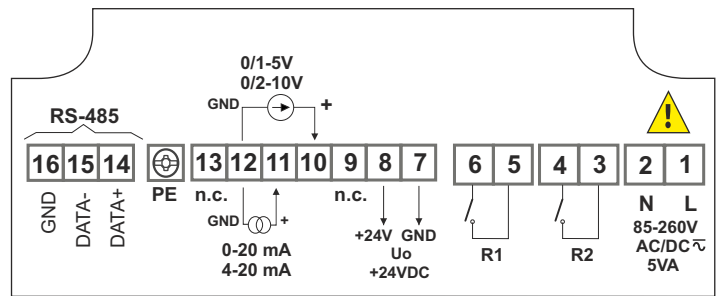 0/1-5V
0/2-10V
GND +
RS-485
16 15 14 13 12 11 10 9 8 7 6 5 4 3 2 1
PE n.c. n.c. N L
GND
DATA-
DATA+
GND +
0-20 mA
4-20 mA
+24V GND
Uo
+24VDC
R1
R2
85-260V
AC/DC
5VA
!